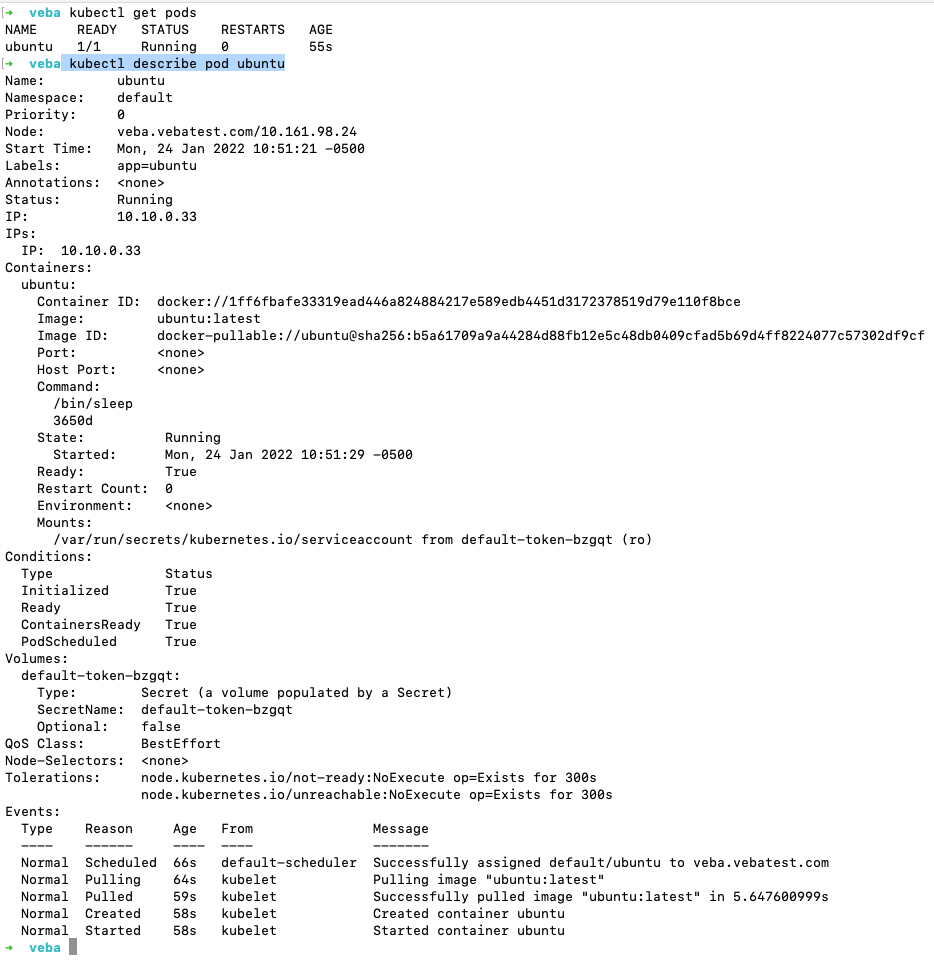 [➜  veba kubectl get pods
NAME     READY   STATUS    RESTARTS   AGE
ubuntu   1/1     Running   0          55s
[➜  veba kubectl describe pod ubuntu
Name:         ubuntu
Namespace:    default
Priority:     0
Node:         veba.vebatest.com/10.161.98.24
Start Time:   Mon, 24 Jan 2022 10:51:21 -0500
Labels:       app=ubuntu
Annotations:  <none>
Status:       Running
IP:           10.10.0.33
IPs:
  IP:  10.10.0.33
Containers:
  ubuntu:
    Container ID:  docker://1ff6fbafe33319ead446a824884217e589edb4451d3172378519d79e110f8bce
    Image:         ubuntu:latest
    Image ID:      docker-pullable://ubuntu@sha256:b5a61709a9a44284d88fb12e5c48db0409cfad5b69d4ff8224077c57302df9cf
    Port:          <none>
    Host Port:     <none>
    Command:
      /bin/sleep
      3650d
    State:          Running
      Started:      Mon, 24 Jan 2022 10:51:29 -0500
    Ready:          True
    Restart Count:  0
    Environment:    <none>
    Mounts:
      /var/run/secrets/kubernetes.io/serviceaccount from default-token-bzgqt (ro)
Conditions:
  Type              Status
  Initialized       True
  Ready             True
  ContainersReady   True
  PodScheduled      True
Volumes:
  default-token-bzgqt:
    Type:        Secret (a volume populated by a Secret)
    SecretName:  default-token-bzgqt
    Optional:    false
QoS Class:       BestEffort
Node-Selectors:  <none>
Tolerations:     node.kubernetes.io/not-ready:NoExecute op=Exists for 300s
                 node.kubernetes.io/unreachable:NoExecute op=Exists for 300s
Events:
  Type    Reason     Age   From               Message
  ----    ------     ----  ----               -------
  Normal  Scheduled  66s   default-scheduler  Successfully assigned default/ubuntu to veba.vebatest.com
  Normal  Pulling    64s   kubelet            Pulling image "ubuntu:latest"
  Normal  Pulled     59s   kubelet            Successfully pulled image "ubuntu:latest" in 5.647600999s
  Normal  Created    58s   kubelet            Created container ubuntu
  Normal  Started    58s   kubelet            Started container ubuntu
➜  veba